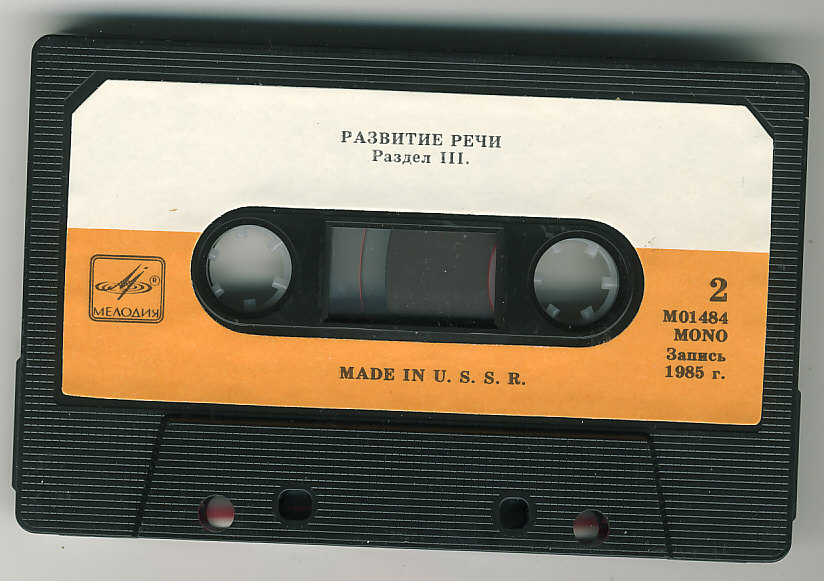 РАЗВИТИЕ РЕЧИ
Раздел III.
МЕЛОДИЯ
®
2
М01484
MONO
Запись
1985 г.
MADE IN U. S. S. R.